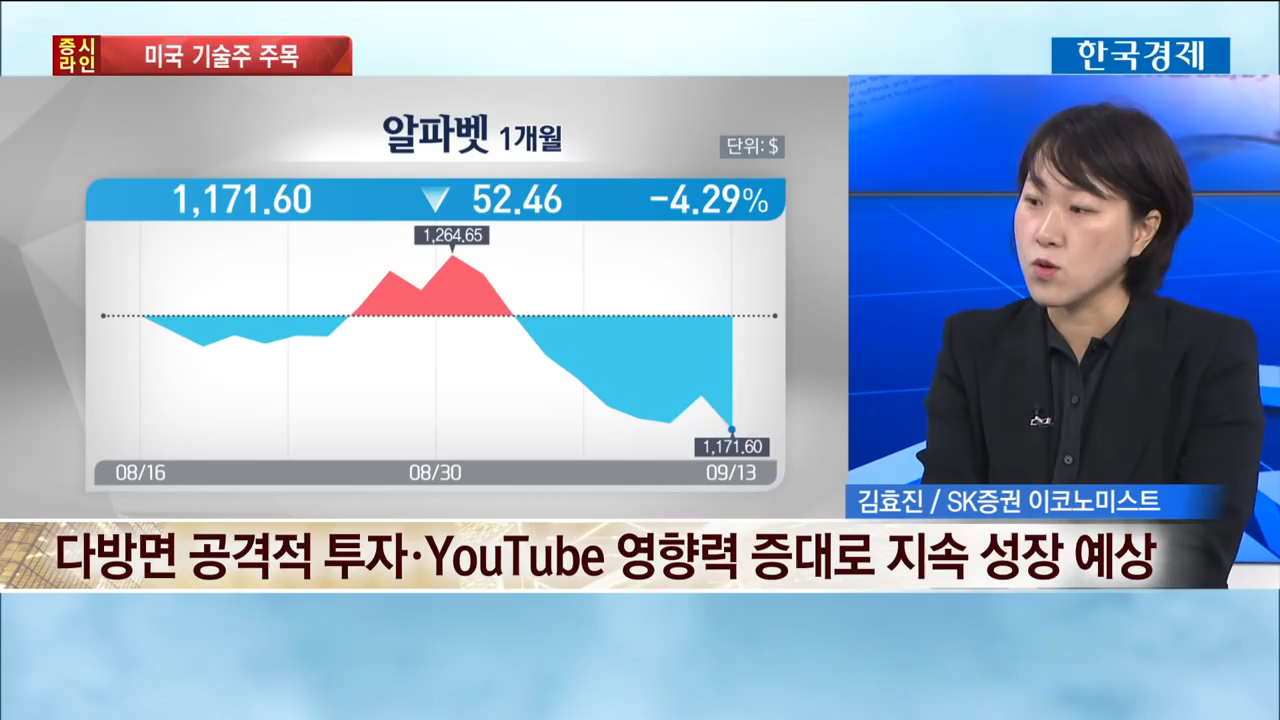 증시
라인
미국 기술주 주목
한국경제
알파벳 1개월
단위: $
1,171.60 ▼ 52.46 -4.29%
1,264.65
1,171.60
08/16 08/30 09/13
김효진 / SK증권 이코노미스트
다방면 공격적 투자·YouTube 영향력 증대로 지속 성장 예상